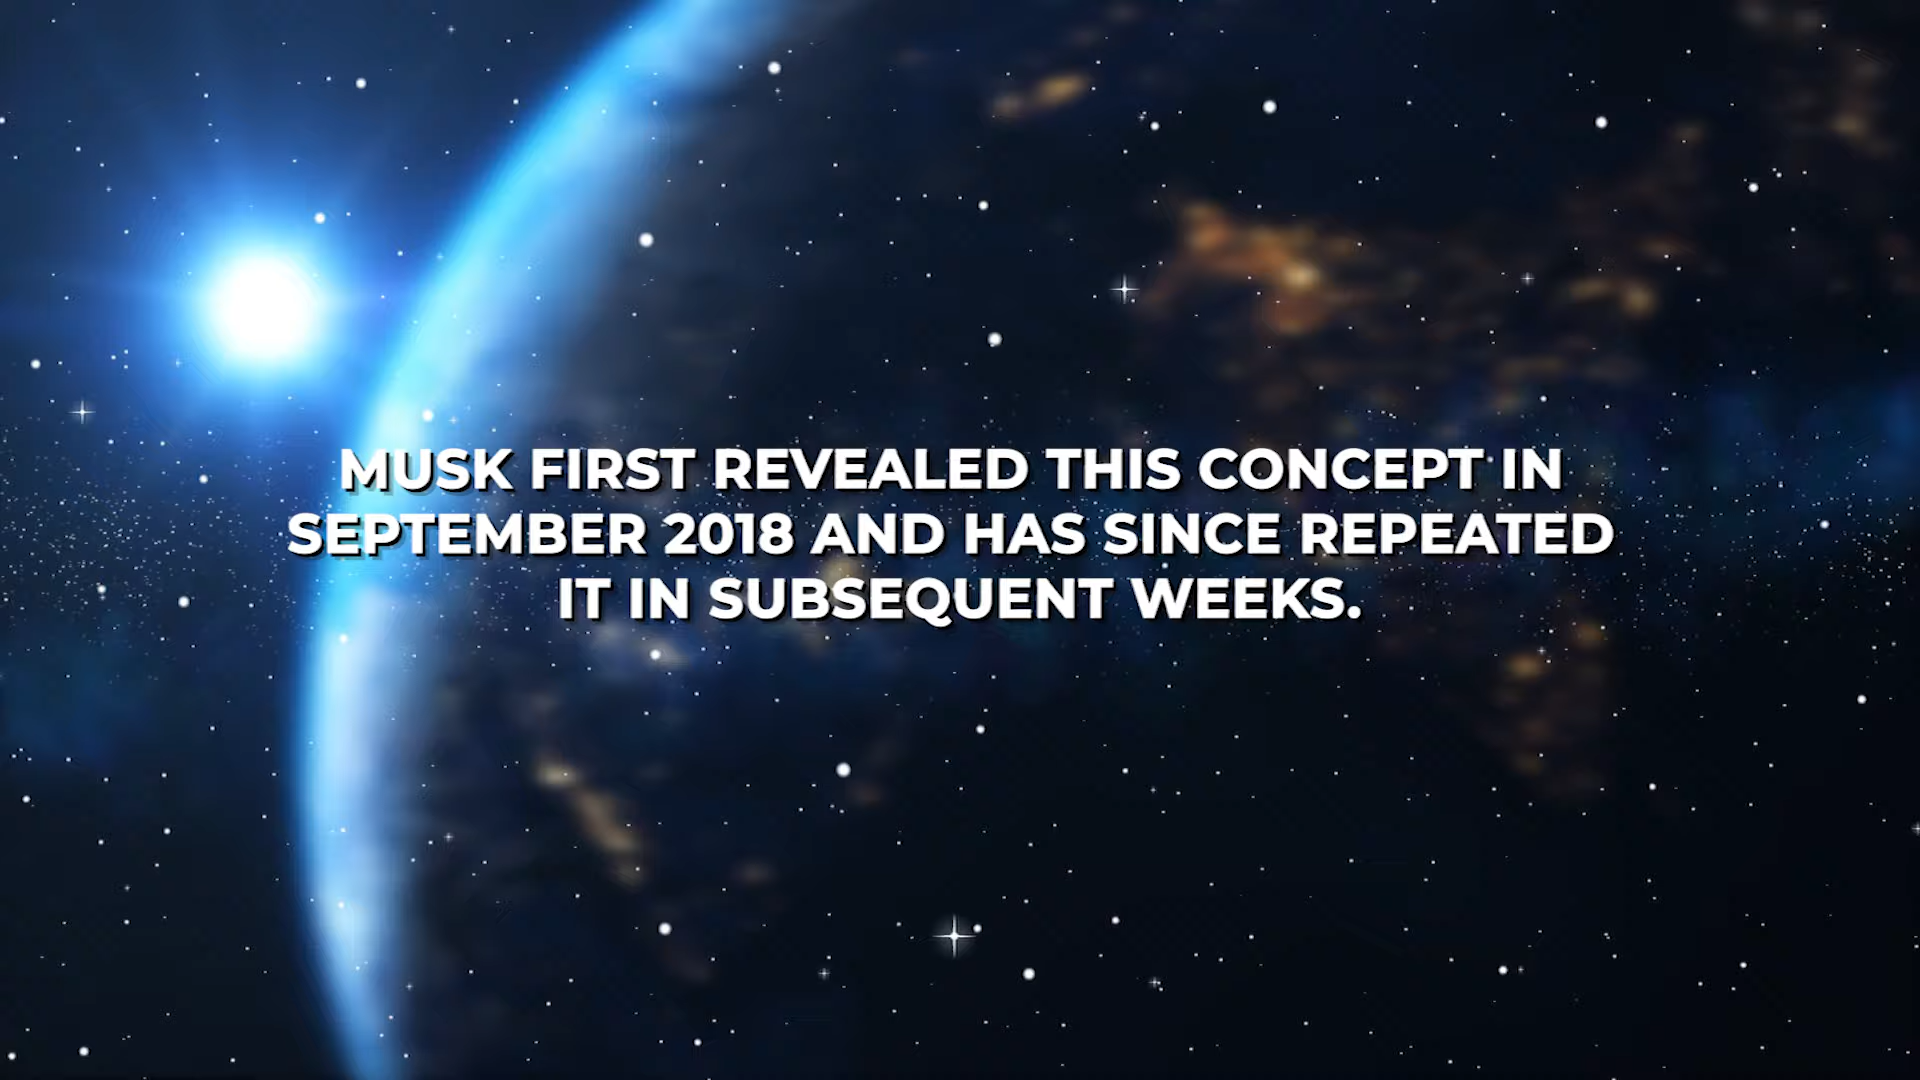 MUSK FIRST REVEALED THIS CONCEPT IN
SEPTEMBER 2018 AND HAS SINCE REPEATED
IT IN SUBSEQUENT WEEKS.